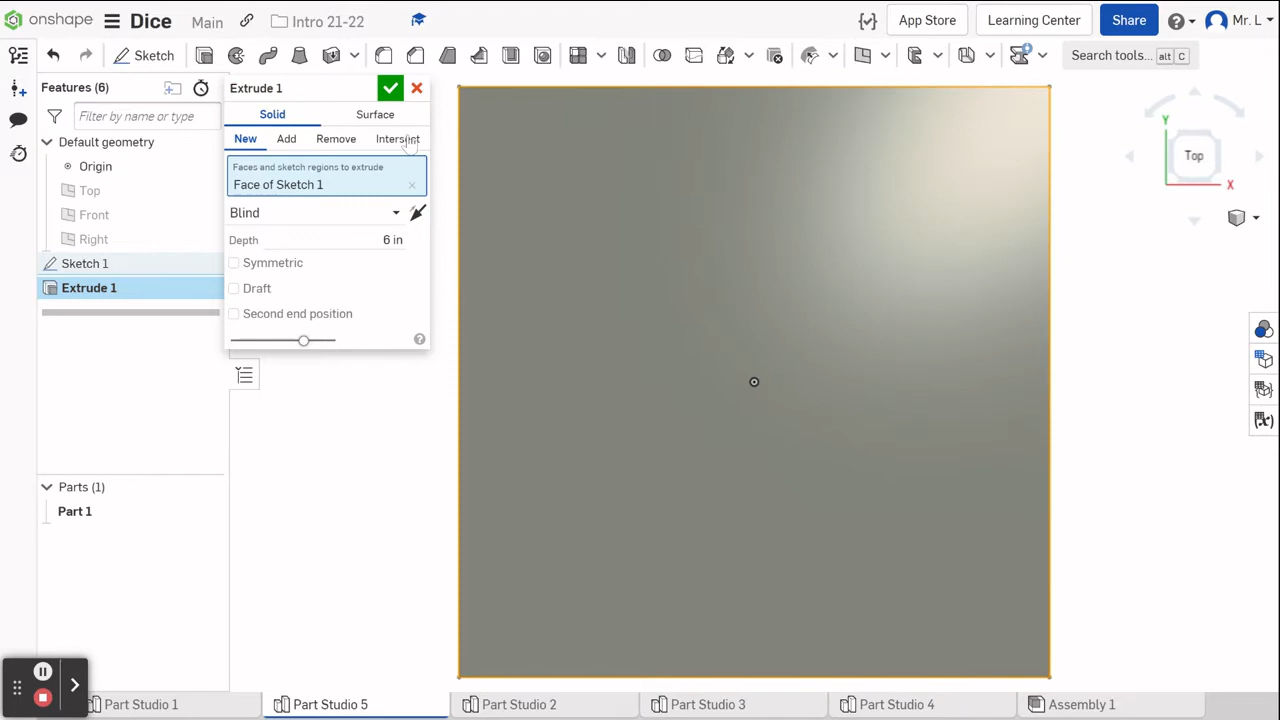 onshape Dice Main Intro 21-22 App Store Learning Center Share Mr. L
Sketch Search tools... alt C
Features (6)
Filter by name or type
Default geometry
Origin
Top
Front
Right
Sketch 1
Extrude 1
Parts (1)
Part 1
Extrude 1
Solid Surface
New Add Remove Intersect
Faces and sketch regions to extrude
Face of Sketch 1
Blind
Depth 6 in
Symmetric
Draft
Second end position
Y
Top
X
Part Studio 1 Part Studio 5 Part Studio 2 Part Studio 3 Part Studio 4 Assembly 1